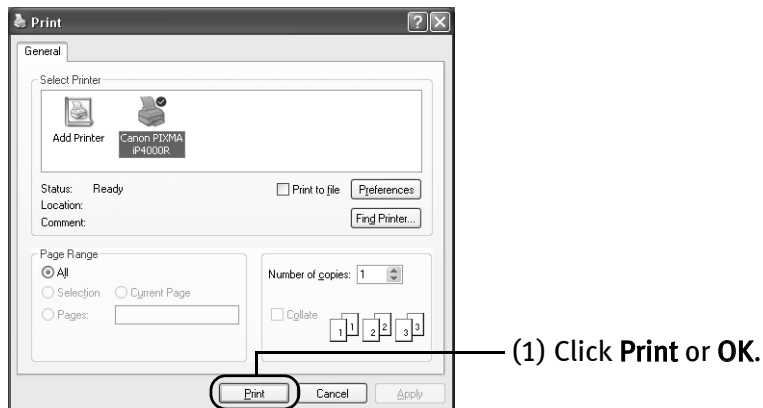 Print
General
Select Printer
Add Printer
Canon PIXMA
iP4000R
Status: Ready
Print to file
Preferences
Location:
Comment:
Find Printer...
Page Range
All
Selection
Current Page
Pages:
Number of copies: 1
Collate
1 1 2 2 3 3
(1) Click Print or OK.
Print
Cancel
Apply